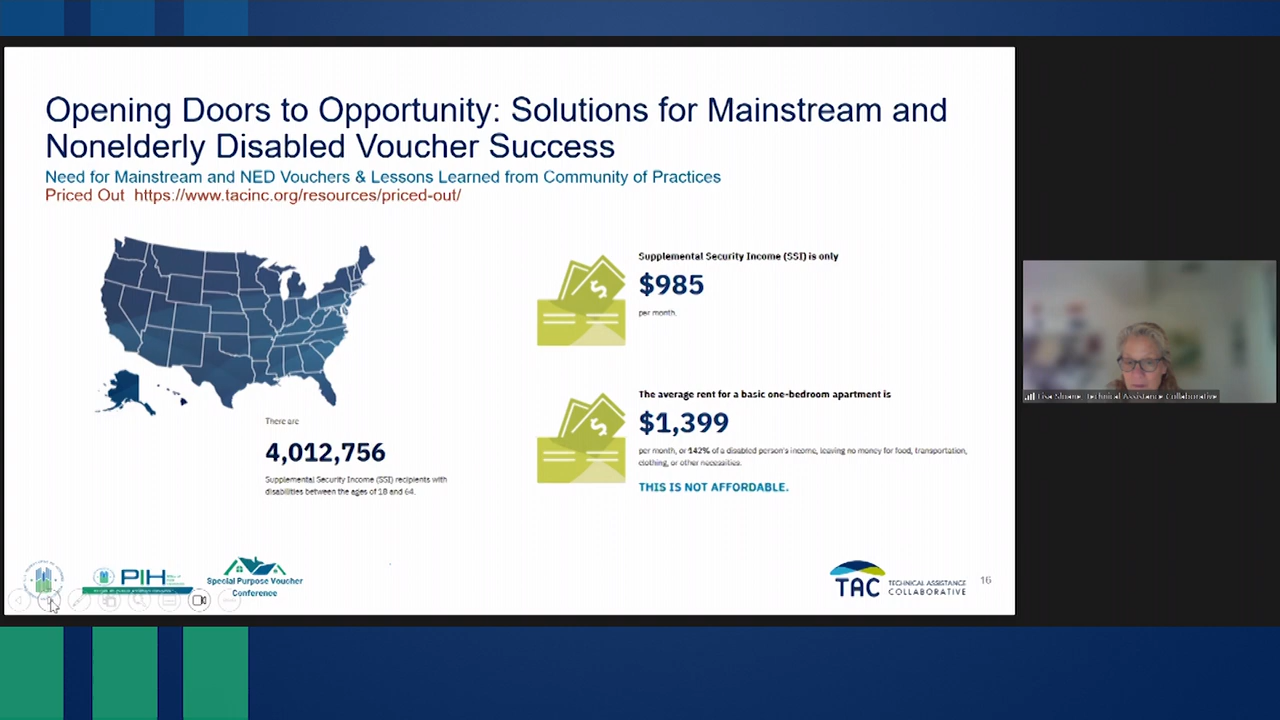 Opening Doors to Opportunity: Solutions for Mainstream and
Nonelderly Disabled Voucher Success
Need for Mainstream and NED Vouchers & Lessons Learned from Community of Practices
Priced Out https://www.tacinc.org/resources/priced-out/
Supplemental Security Income (SSI) is only
$985
per month.
The average rent for a basic one-bedroom apartment is
$1,399
per month, or 142% of a disabled person's income, leaving no money for food, transportation,
clothing, or other necessities.
THIS IS NOT AFFORDABLE.
There are
4,012,756
Supplemental Security Income (SSI) recipients with
disabilities between the ages of 18 and 64.
PIH
Special Purpose Voucher
Conference
TAC
TECHNICAL ASSISTANCE
COLLABORATIVE
16
Lisa Sloane, Technical Assistance Collaborative